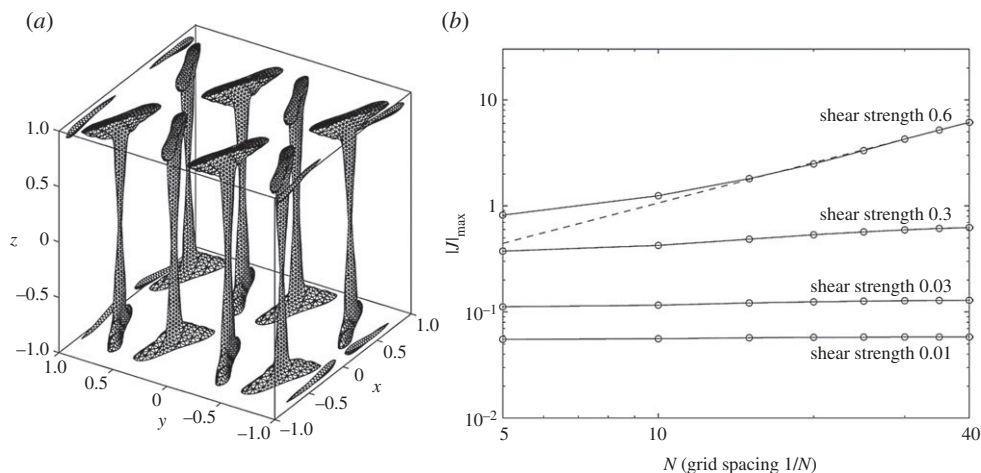 (a)
1.0
0.5
z
0
−0.5
−1.0
1.0
0.5
0
y
−0.5
−1.0
−1.0
−0.5
0
x
0.5
1.0
(b)
10
1
10⁻¹
10⁻²
|J|max
shear strength 0.6
shear strength 0.3
shear strength 0.03
shear strength 0.01
5
10
20
40
N (grid spacing 1/N)